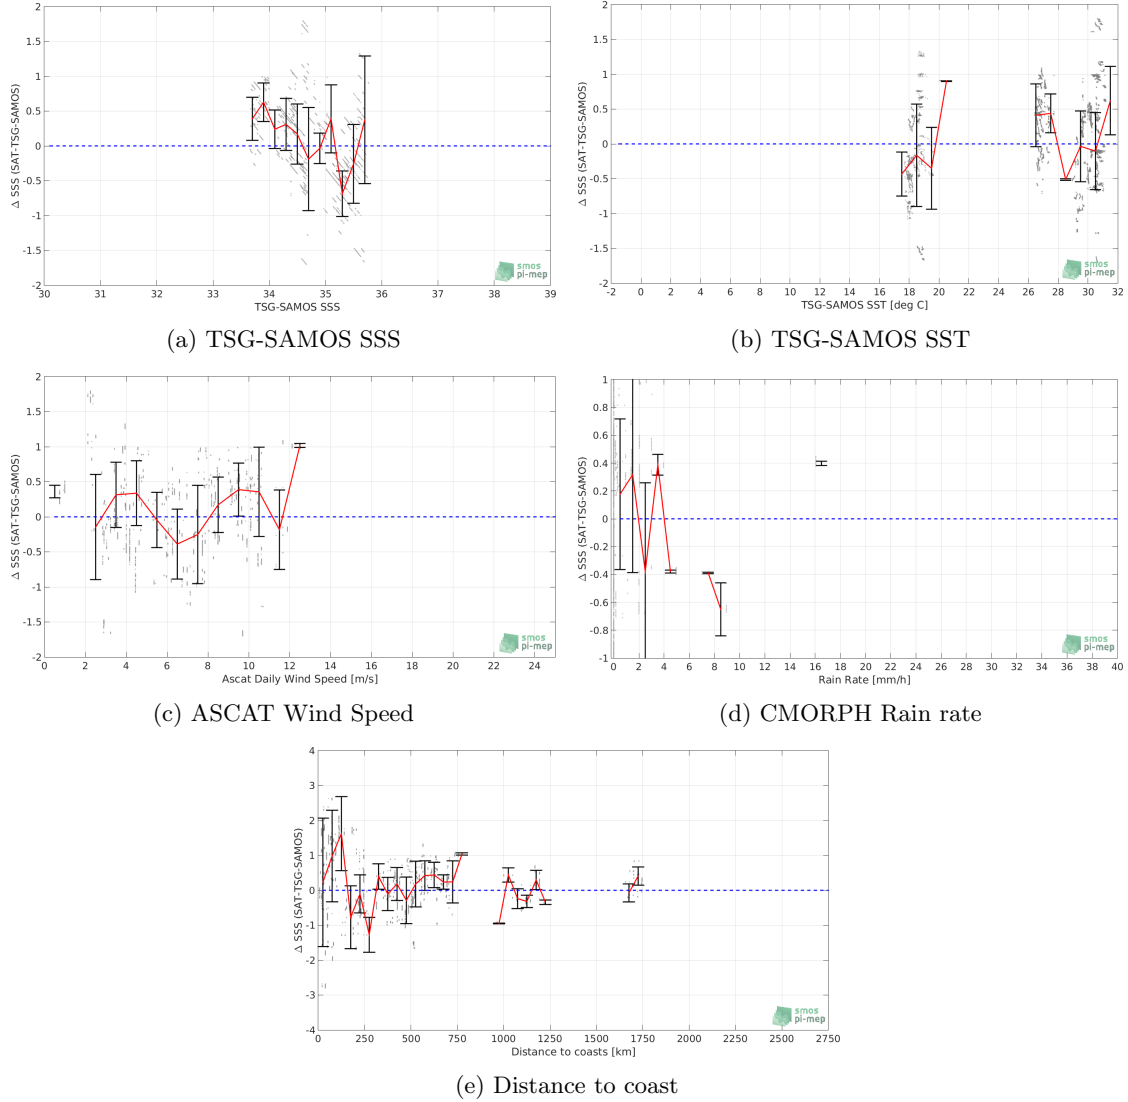 2
1.5
1
0.5
0
-0.5
-1
-1.5
-2
Δ SSS (SAT-TSG-SAMOS)
30 31 32 33 34 35 36 37 38 39
TSG-SAMOS SSS
smos
pi-mep
(a) TSG-SAMOS SSS
2
1.5
1
0.5
0
-0.5
-1
-1.5
-2
Δ SSS (SAT-TSG-SAMOS)
-2 0 2 4 6 8 10 12 14 16 18 20 22 24 26 28 30 32
TSG-SAMOS SST [deg C]
smos
pi-mep
(b) TSG-SAMOS SST
2
1.5
1
0.5
0
-0.5
-1
-1.5
-2
Δ SSS (SAT-TSG-SAMOS)
0 2 4 6 8 10 12 14 16 18 20 22 24
Ascat Daily Wind Speed [m/s]
smos
pi-mep
(c) ASCAT Wind Speed
1
0.8
0.6
0.4
0.2
0
-0.2
-0.4
-0.6
-0.8
-1
Δ SSS (SAT-TSG-SAMOS)
0 2 4 6 8 10 12 14 16 18 20 22 24 26 28 30 32 34 36 38 40
Rain Rate [mm/h]
smos
pi-mep
(d) CMORPH Rain rate
4
3
2
1
0
-1
-2
-3
-4
Δ SSS (SAT-TSG-SAMOS)
0 250 500 750 1000 1250 1500 1750 2000 2250 2500 2750
Distance to coasts [km]
smos
pi-mep
(e) Distance to coast